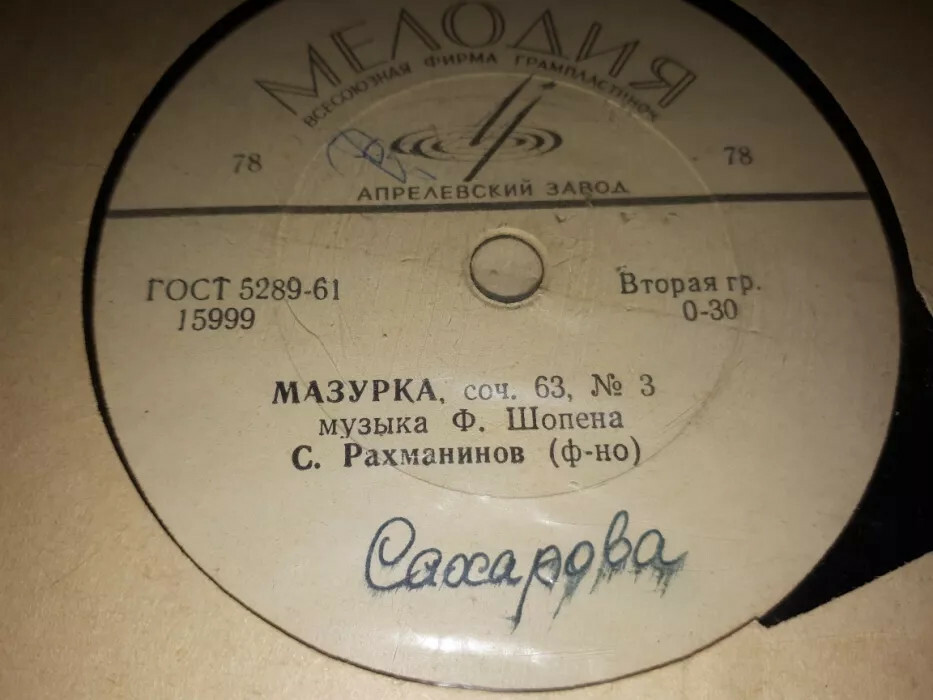 МЕЛОДИЯ
ВСЕСОЮЗНАЯ ФИРМА ГРАМПЛАСТИНОК
78 78
АПРЕЛЕВСКИЙ ЗАВОД
ГОСТ 5289-61 Вторая гр.
15999 0-30
МАЗУРКА, соч. 63, № 3
музыка Ф. Шопена
С. Рахманинов (ф-но)
Сахарова